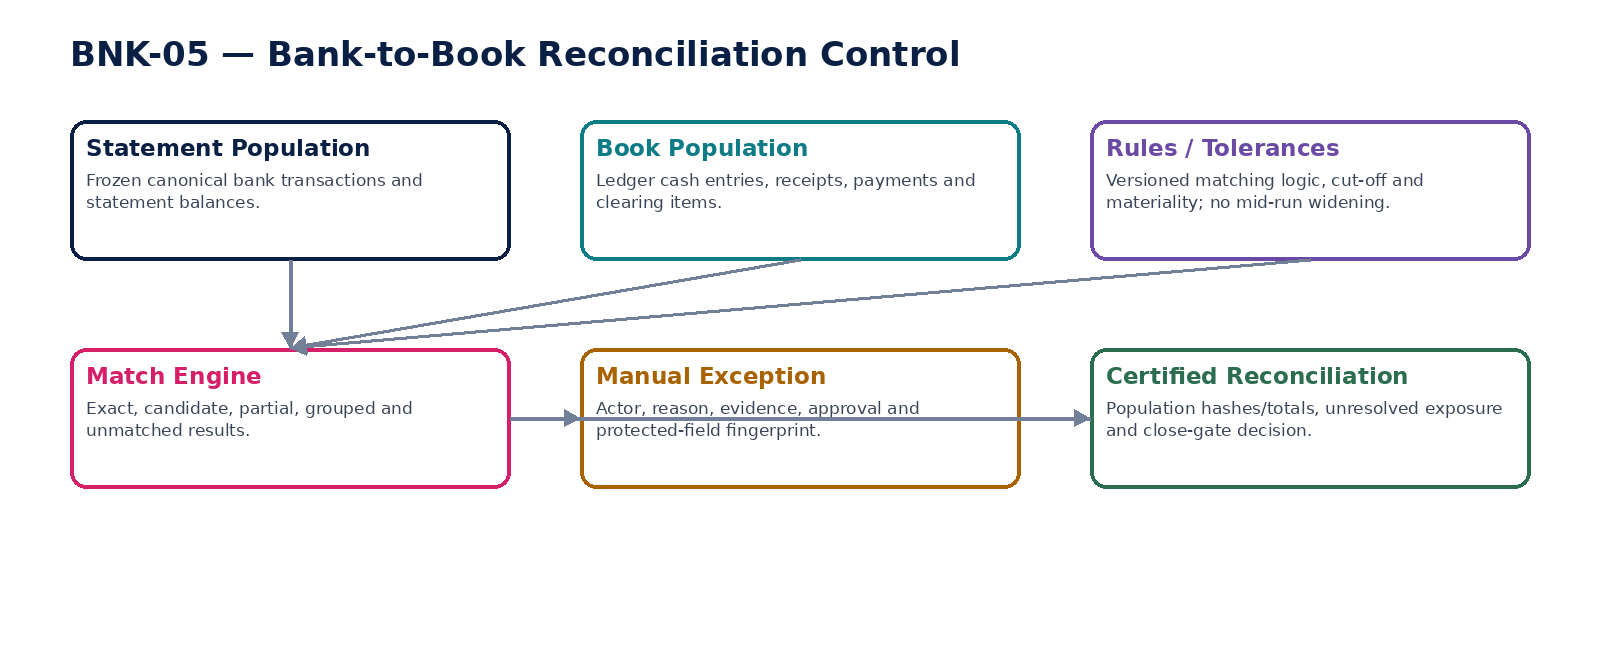 BNK-05 — Bank-to-Book Reconciliation Control
Statement Population
Frozen canonical bank transactions and
statement balances.
Book Population
Ledger cash entries, receipts, payments and
clearing items.
Rules / Tolerances
Versioned matching logic, cut-off and
materiality; no mid-run widening.
Match Engine
Exact, candidate, partial, grouped and
unmatched results.
Manual Exception
Actor, reason, evidence, approval and
protected-field fingerprint.
Certified Reconciliation
Population hashes/totals, unresolved exposure
and close-gate decision.